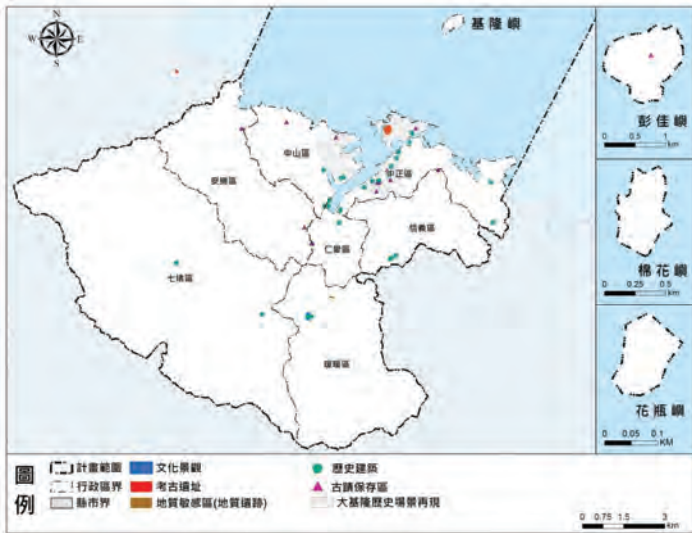 N
W E
S
基隆嶼
中山區
安樂區
中正區
信義區
仁愛區
七堵區
暖暖區
彭佳嶼
0 0.5 1
km
棉花嶼
0 0.25 0.5
km
花瓶嶼
0 0.05 0.1
KM
圖例
計畫範圍
文化景觀
歷史建築
行政區界
考古遺址
古蹟保存區
縣市界
地質敏感區(地質遺跡)
大基隆歷史場景再現
0 0.75 1.5 3
km